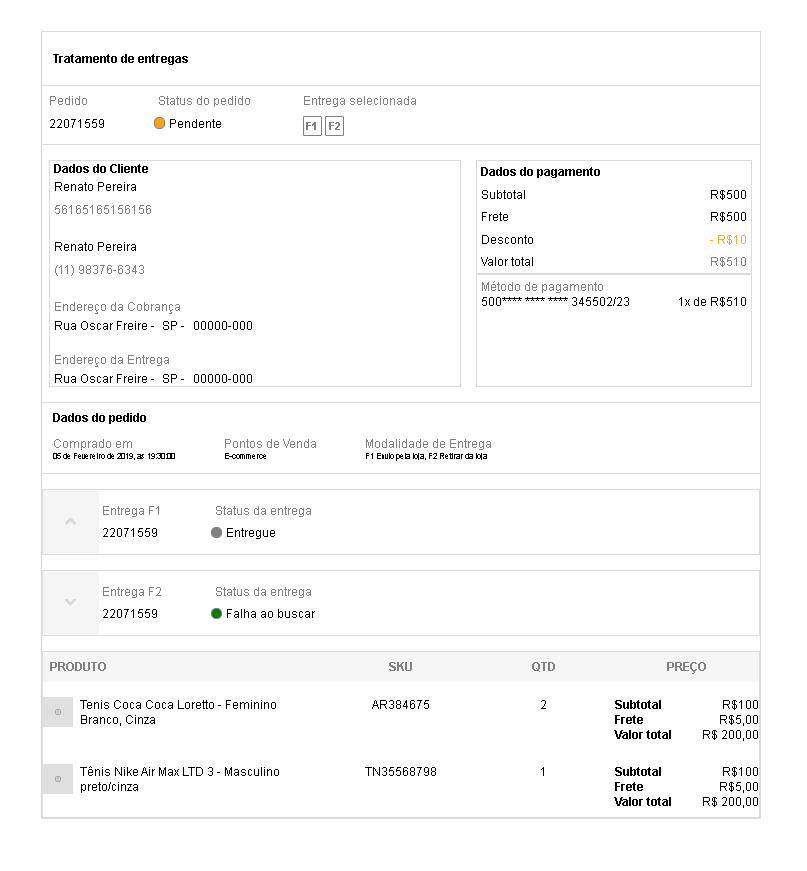 Tratamento de entregas
Pedido Status do pedido Entrega selecionada
22071559 Pendente F1 F2
Dados do Cliente
Renato Pereira
56165165156156
Renato Pereira
(11) 98376-6343
Endereço da Cobrança
Rua Oscar Freire - SP - 00000-000
Endereço da Entrega
Rua Oscar Freire - SP - 00000-000
Dados do pagamento
Subtotal R$500
Frete R$500
Desconto - R$10
Valor total R$510
Método de pagamento
500**** **** **** 345502/23 1x de R$510
Dados do pedido
Comprado em Pontos de Venda Modalidade de Entrega
05 de Fevereiro de 2019, as 19:30:00 E-commerce F1 Envio pela loja, F2 Retirar da loja
Entrega F1 Status da entrega
22071559 Entregue
Entrega F2 Status da entrega
22071559 Falha ao buscar
PRODUTO SKU QTD PREÇO
Tenis Coca Coca Loretto - Feminino AR384675 2 Subtotal R$100
Branco, Cinza Frete R$5,00
Valor total R$ 200,00
Tênis Nike Air Max LTD 3 - Masculino TN35568798 1 Subtotal R$100
preto/cinza Frete R$5,00
Valor total R$ 200,00